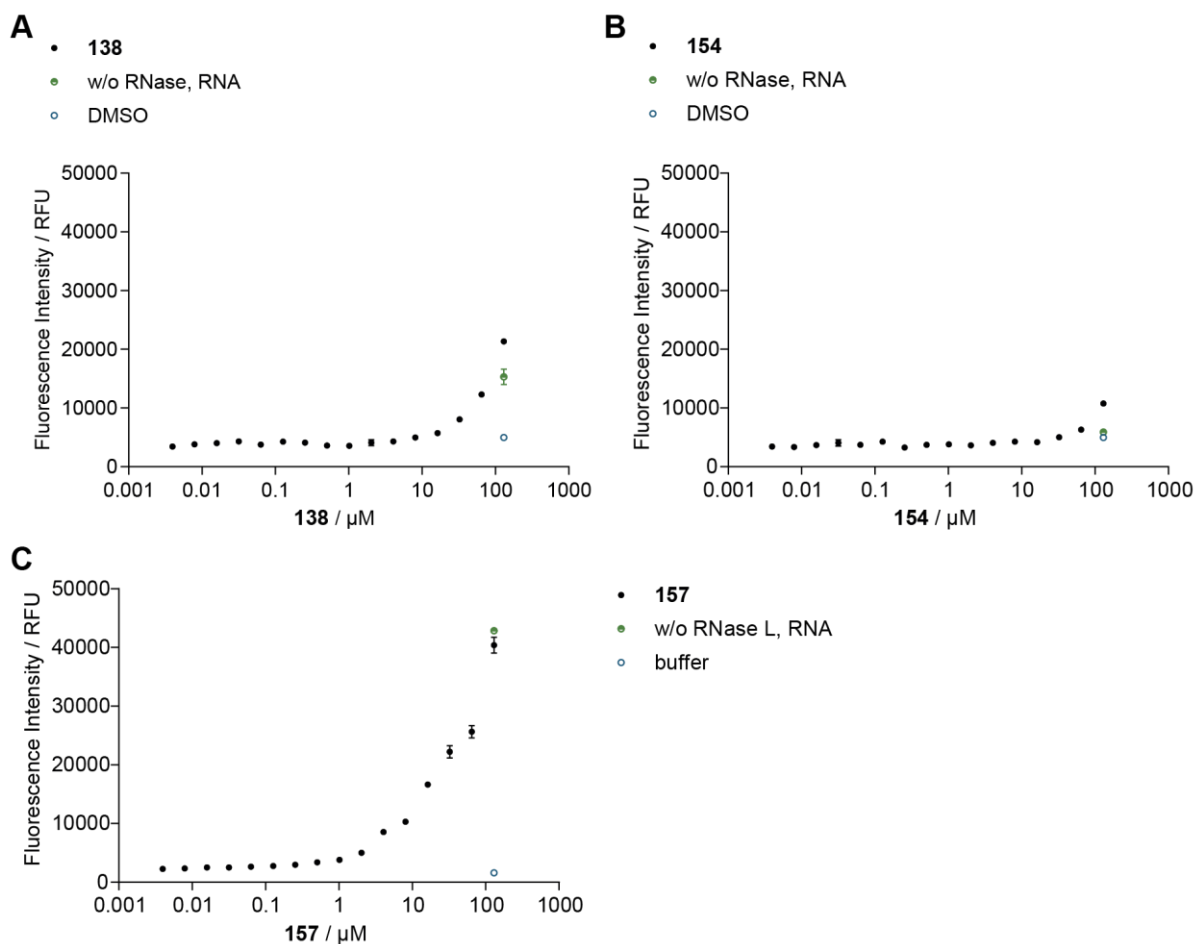 A
138
w/o RNase, RNA
DMSO
Fluorescence Intensity / RFU
50000
40000
30000
20000
10000
0
0.001 0.01 0.1 1 10 100 1000
138 / µM
B
154
w/o RNase, RNA
DMSO
Fluorescence Intensity / RFU
50000
40000
30000
20000
10000
0
0.001 0.01 0.1 1 10 100 1000
154 / µM
C
157
w/o RNase L, RNA
buffer
Fluorescence Intensity / RFU
50000
40000
30000
20000
10000
0
0.001 0.01 0.1 1 10 100 1000
157 / µM